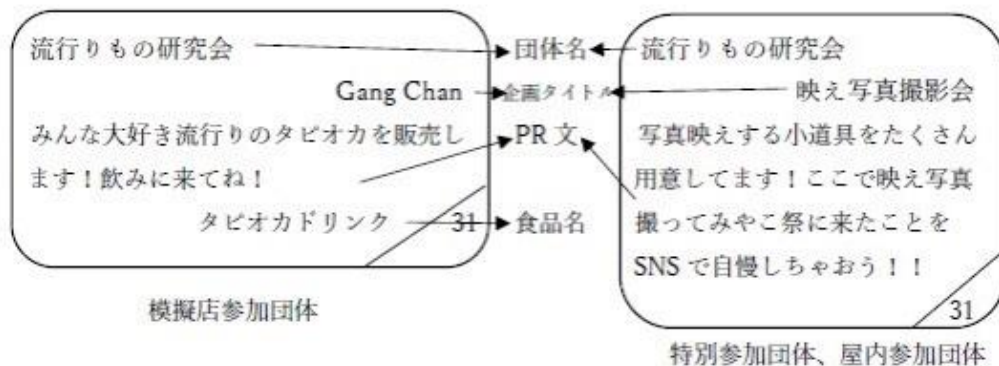 流行りもの研究会
Gang Chan
みんな大好き流行りのタピオカを販売し
ます！飲みに来てね！
タピオカドリンク
31
模擬店参加団体
団体名
企画タイトル
PR 文
食品名
流行りもの研究会
映え写真撮影会
写真映えする小道具をたくさん
用意してます！ここで映え写真
撮ってみやこ祭に来たことを
SNS で自慢しちゃおう！！
31
特別参加団体、屋内参加団体